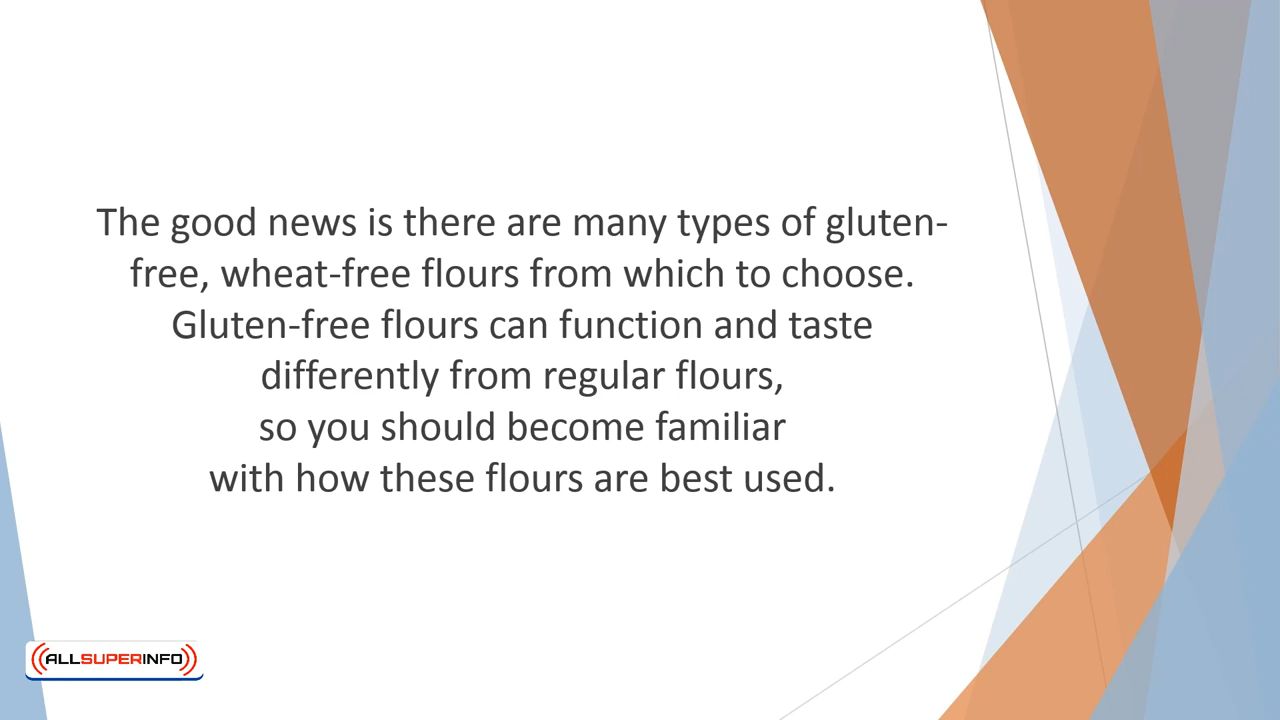 The good news is there are many types of gluten-
free, wheat-free flours from which to choose.
Gluten-free flours can function and taste
differently from regular flours,
so you should become familiar
with how these flours are best used.
ALLSUPERINFO